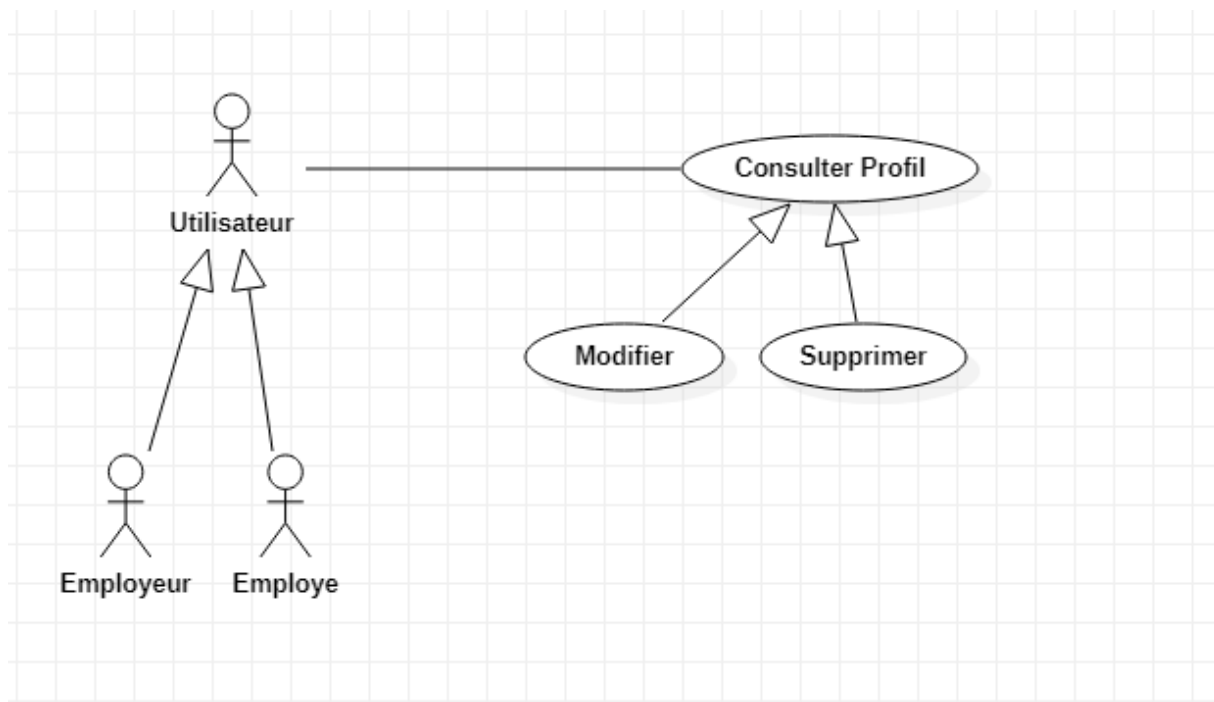 Utilisateur
Consulter Profil
Modifier
Supprimer
Employeur
Employe